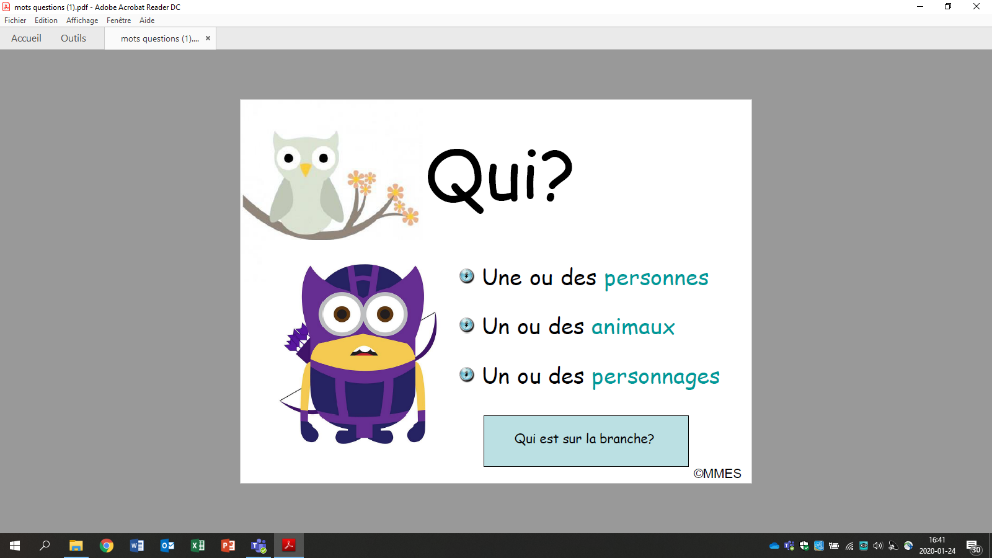 mots questions (1).pdf - Adobe Acrobat Reader DC
Fichier Edition Affichage Fenêtre Aide
Accueil Outils mots questions (1).... ×
Qui?
Une ou des personnes
Un ou des animaux
Un ou des personnages
Qui est sur la branche?
©MMES
16:41
2020-01-24
30